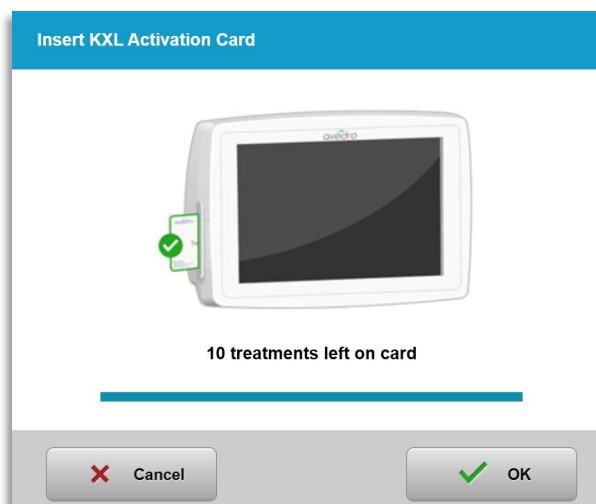 Insert KXL Activation Card
avedro
10 treatments left on card
Cancel
OK